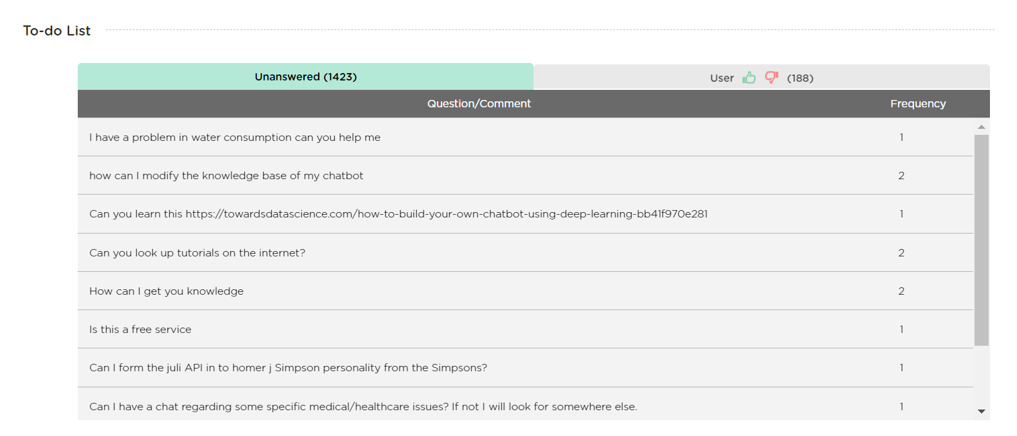 To-do List
Unanswered (1423)
User (188)
Question/Comment Frequency
I have a problem in water consumption can you help me 1
how can I modify the knowledge base of my chatbot 2
Can you learn this https://towardsdatascience.com/how-to-build-your-own-chatbot-using-deep-learning-bb41f970e281 1
Can you look up tutorials on the internet? 2
How can I get you knowledge 2
Is this a free service 1
Can I form the juli API in to homer j Simpson personality from the Simpsons? 1
Can I have a chat regarding some specific medical/healthcare issues? If not I will look for somewhere else. 1